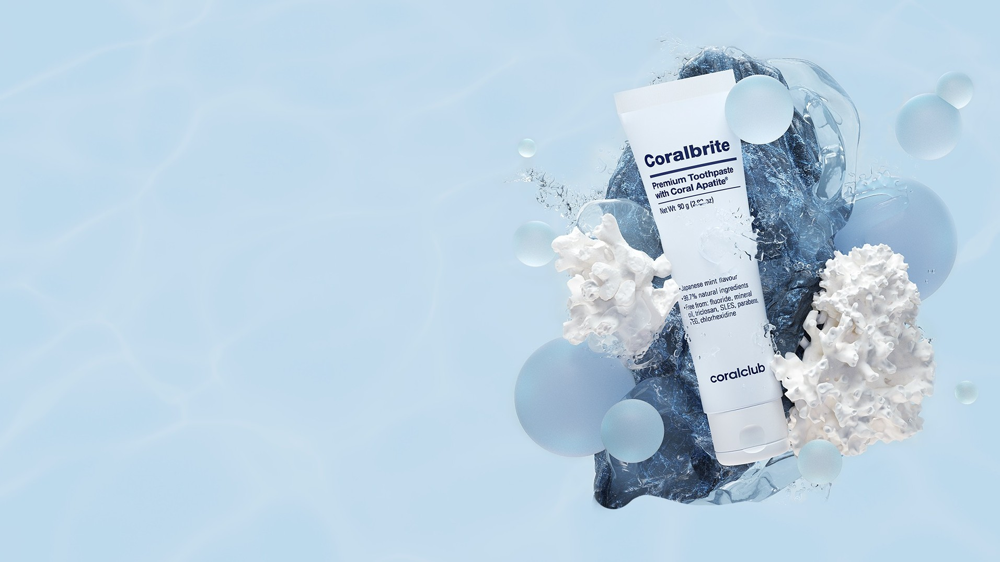 Coralbrite
Premium Toothpaste
with Coral Apatite®
Net Wt 90 g oz)
•Japanese mint flavour
•99.7% natural ingredients
•Free from: fluoride, mineral
oil, triclosan, SLES, parabens,
PEG, chlorhexidine
coralclub